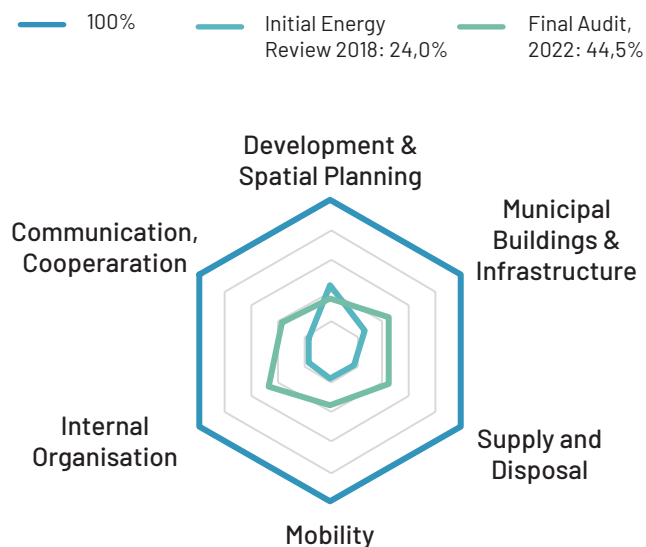 100%
Initial Energy
Review 2018: 24,0%
Final Audit,
2022: 44,5%
Development &
Spatial Planning
Municipal
Buildings &
Infrastructure
Communication,
Cooperaration
Internal
Organisation
Supply and
Disposal
Mobility